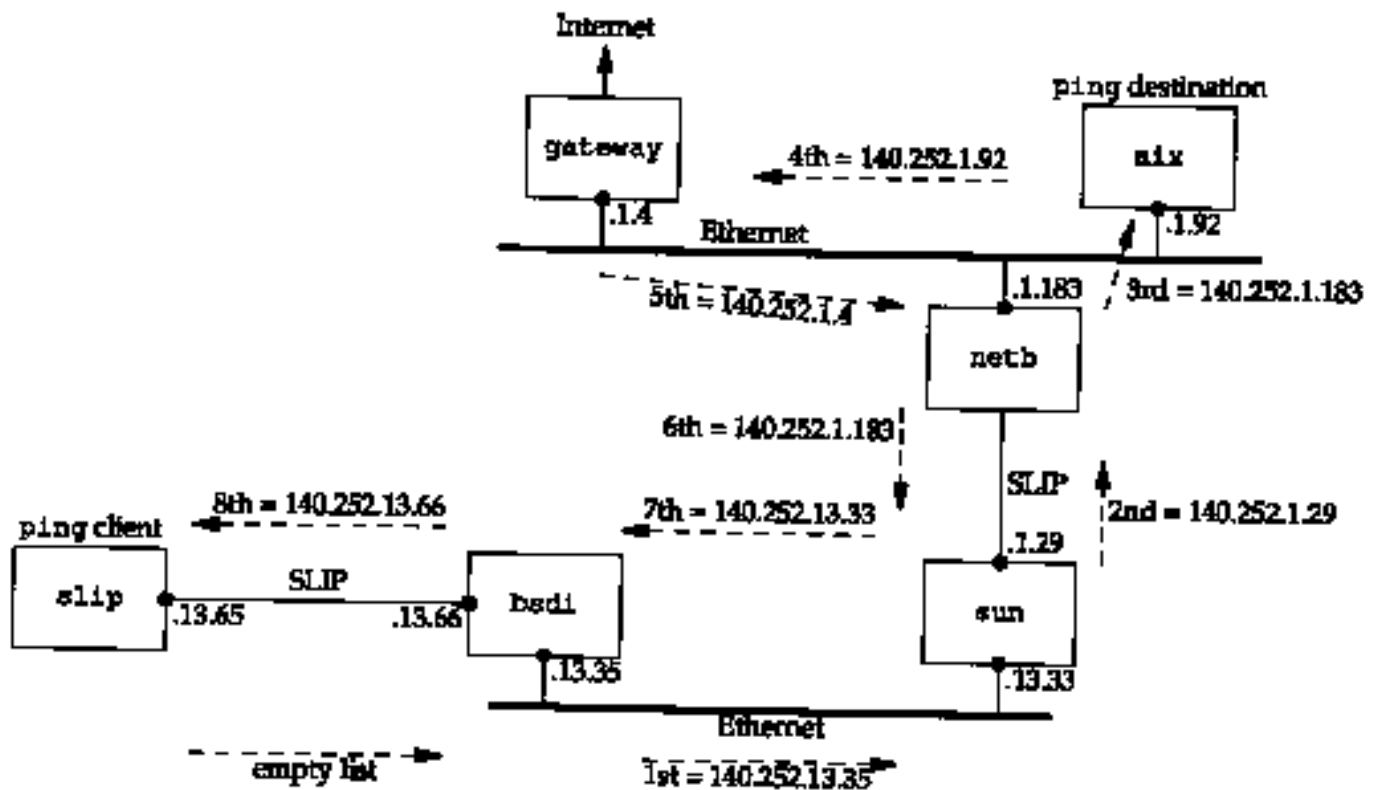 Internet
ping destination
gateway
aix
4th = 140.252.1.92
.1.4
.1.92
Ethernet
5th = 140.252.1.4
.1.183
3rd = 140.252.1.183
netb
6th = 140.252.1.183
SLIP
8th = 140.252.13.66
7th = 140.252.13.33
2nd = 140.252.1.29
ping client
.1.29
slip
SLIP
bsdi
sun
.13.65
.13.66
.13.35
.13.33
Ethernet
empty list
1st = 140.252.13.35